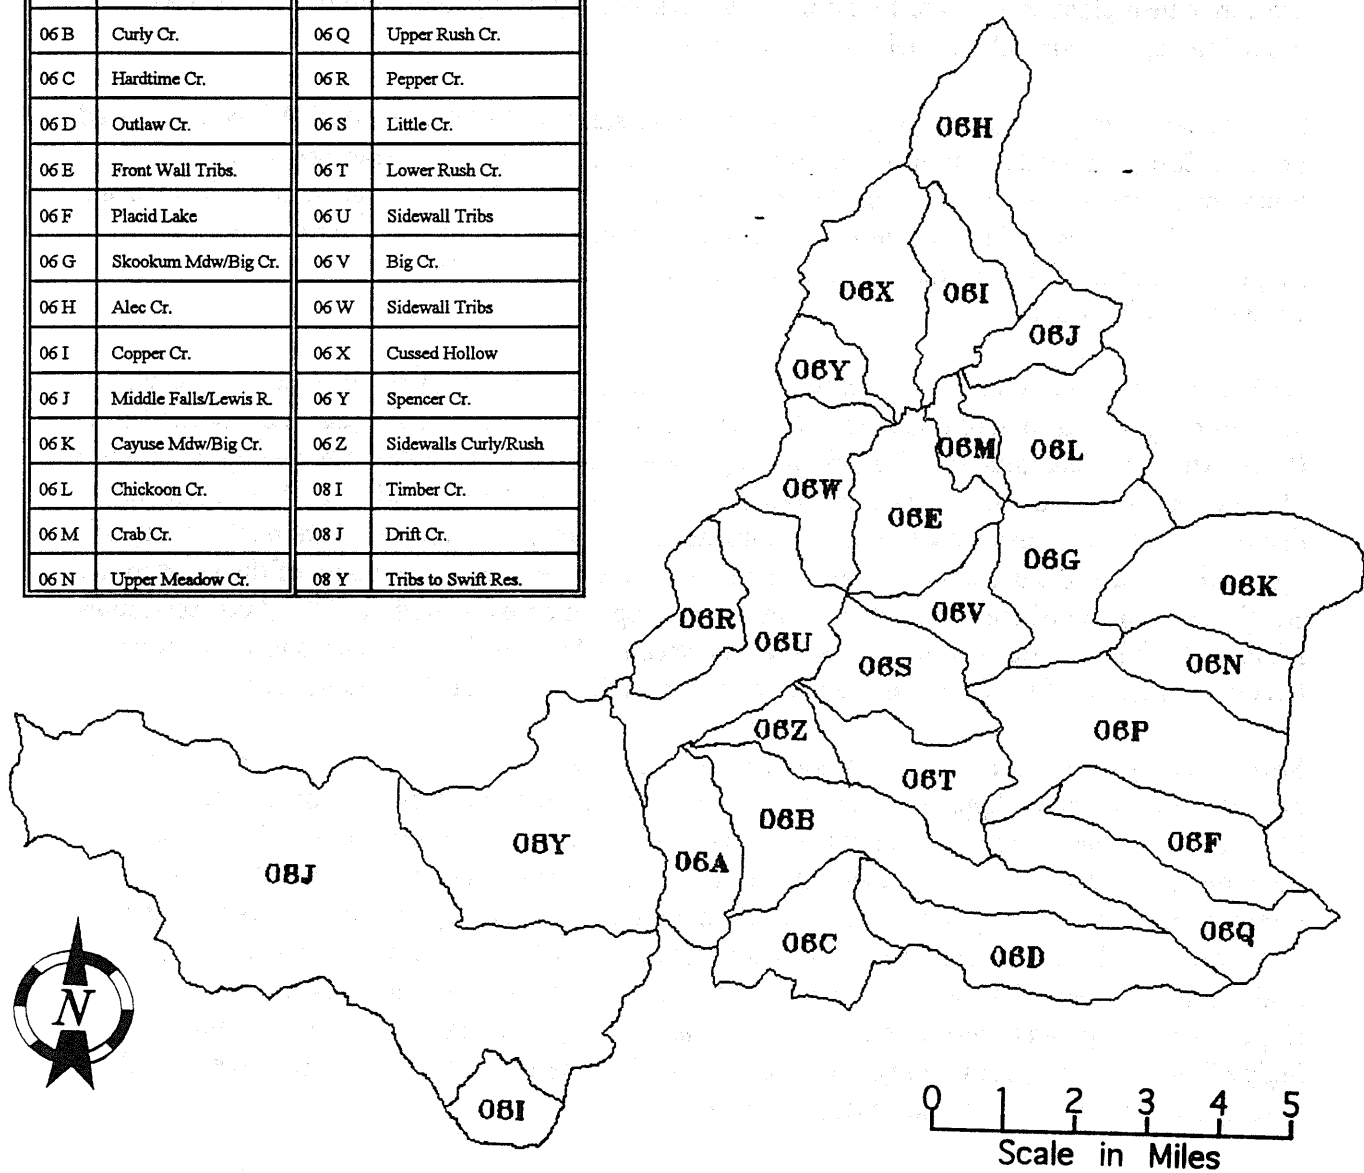 06 B Curly Cr. 06 Q Upper Rush Cr.
06 C Hardtime Cr. 06 R Pepper Cr.
06 D Outlaw Cr. 06 S Little Cr.
06 E Front Wall Tribs. 06 T Lower Rush Cr.
06 F Placid Lake 06 U Sidewall Tribs
06 G Skookum Mdw/Big Cr. 06 V Big Cr.
06 H Alec Cr. 06 W Sidewall Tribs
06 I Copper Cr. 06 X Cussed Hollow
06 J Middle Falls/Lewis R. 06 Y Spencer Cr.
06 K Cayuse Mdw/Big Cr. 06 Z Sidewalls Curly/Rush
06 L Chickoon Cr. 08 I Timber Cr.
06 M Crab Cr. 08 J Drift Cr.
06 N Upper Meadow Cr. 08 Y Tribs to Swift Res.
06H
06X
06I
06J
06Y
06M
06L
06W
06E
06G
06K
06R
06V
06U
06S
06N
06Z
06P
06T
06B
08Y
06F
06A
08J
06C
06Q
06D
N
08I
0 1 2 3 4 5
Scale in Miles